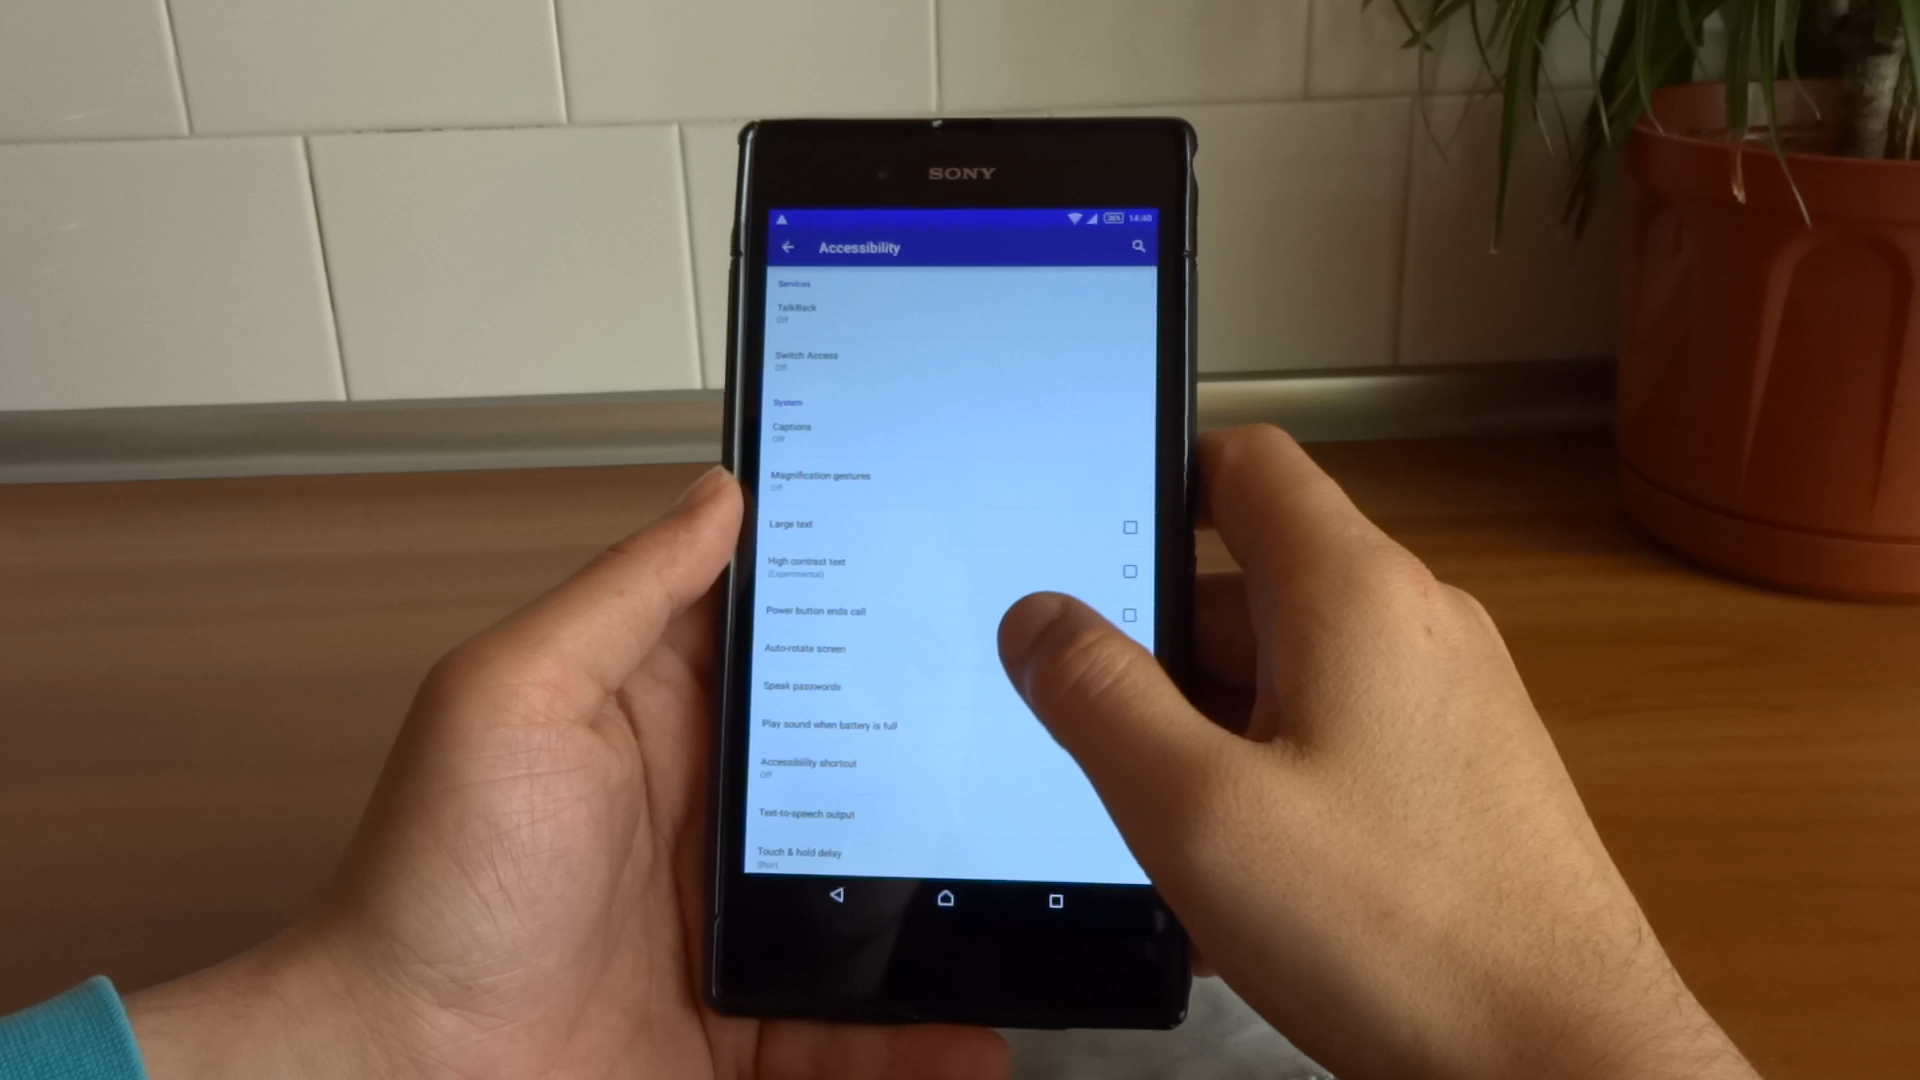 SONY
14:40
Accessibility
Services
TalkBack
Off
Switch Access
Off
System
Captions
Off
Magnification gestures
Off
Large text
High contrast text
(Experimental)
Power button ends call
Auto-rotate screen
Speak passwords
Play sound when battery is full
Accessibility shortcut
Off
Text-to-speech output
Touch & hold delay
Short